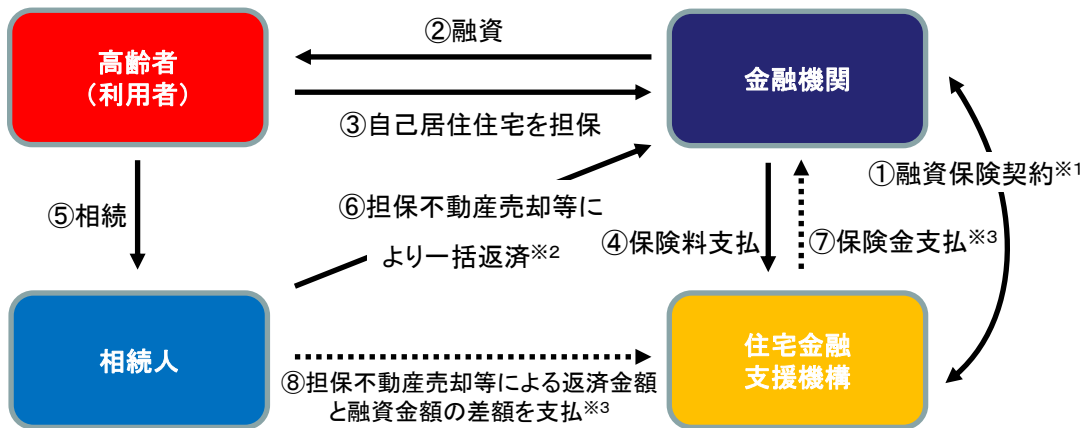 ②融資
高齢者
（利用者）
金融機関
③自己居住住宅を担保
①融資保険契約※1
⑤相続
⑥担保不動産売却等に
より一括返済※2
④保険料支払
⑦保険金支払※3
相続人
住宅金融
支援機構
⑧担保不動産売却等による返済金額
と融資金額の差額を支払※3